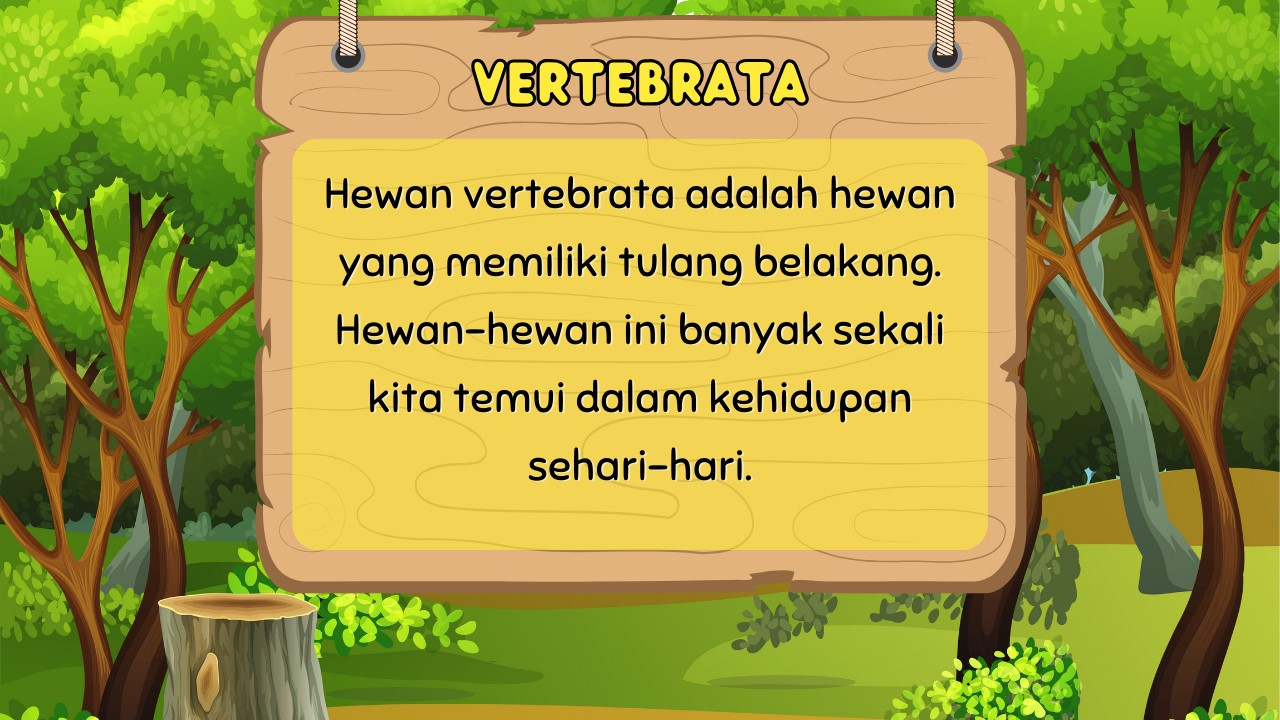 VERTEBRATA
Hewan vertebrata adalah hewan
yang memiliki tulang belakang.
Hewan-hewan ini banyak sekali
kita temui dalam kehidupan
sehari-hari.